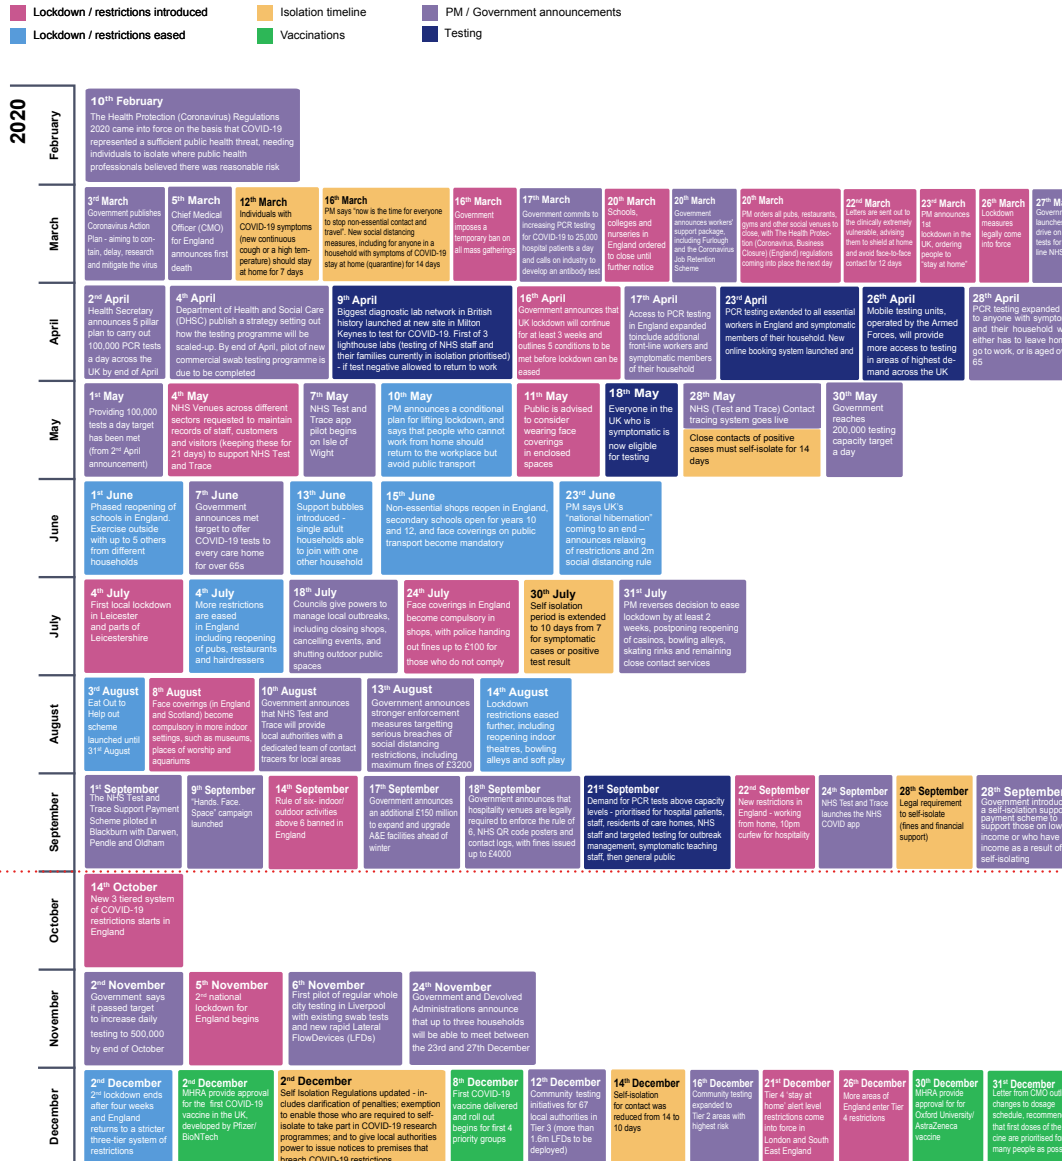 Lockdown / restrictions introduced
Isolation timeline
PM / Government announcements
Lockdown / restrictions eased
Vaccinations
Testing
2020
February
10th February
The Health Protection (Coronavirus) Regulations
2020 came into force on the basis that COVID-19
represented a sufficient public health threat, needing
individuals to isolate where public health
professionals believed there was reasonable risk
March
3rd March
Government publishes
Coronavirus Action
Plan - aiming to con-
tain, delay, research
and mitigate the virus
5th March
Chief Medical
Officer (CMO)
for England
announces first
death
12th March
Individuals with
COVID-19 symptoms
(new continuous
cough or a high tem-
perature) should stay
at home for 7 days
16th March
PM says "now is the time for everyone
to stop non-essential contact and
travel". New social distancing
measures, including for anyone in a
household with symptoms of COVID-19
stay at home (quarantine) for 14 days
16th March
Government
imposes a
temporary ban on
all mass gatherings
17th March
Government commits to
increasing PCR testing
for COVID-19 to 25,000
hospital patients a day
and calls on industry to
develop an antibody test
20th March
Schools,
colleges and
nurseries in
England ordered
to close until
further notice
20th March
Government
announces workers'
support package,
including Furlough
and the Coronavirus
Job Retention
Scheme
20th March
PM orders all pubs, restaurants,
gyms and other social venues to
close, with The Health Protec-
tion (Coronavirus, Business
Closure) (England) regulations
coming into place the next day
22nd March
Letters are sent out to
the clinically extremely
vulnerable, advising
them to shield at home
and avoid face-to-face
contact for 12 days
23rd March
PM announces
1st
lockdown in the
UK, ordering
people to
"stay at home"
26th March
Lockdown
measures
legally come
into force
27th Ma
Governm
launches
drive on
tests for
line NHS
April
2nd April
Health Secretary
announces 5 pillar
plan to carry out
100,000 PCR tests
a day across the
UK by end of April
4th April
Department of Health and Social Care
(DHSC) publish a strategy setting out
how the testing programme will be
scaled-up. By end of April, pilot of new
commercial swab testing programme is
due to be completed
9th April
Biggest diagnostic lab network in British
history launched at new site in Milton
Keynes to test for COVID-19. First of 3
lighthouse labs (testing of NHS staff and
their families currently in isolation prioritised)
- if test negative allowed to return to work
16th April
Government announces that
UK lockdown will continue
for at least 3 weeks and
outlines 5 conditions to be
met before lockdown can be
eased
17th April
Access to PCR testing
in England expanded
toinclude additional
front-line workers and
symptomatic members
of their household
23rd April
PCR testing extended to all essential
workers in England and symptomatic
members of their household. New
online booking system launched and
26th April
Mobile testing units,
operated by the Armed
Forces, will provide
more access to testing
in areas of highest de-
mand across the UK
28th April
PCR testing expanded
to anyone with sympto
and their household w
either has to leave hom
go to work, or is aged o
65
May
1st May
Providing 100,000
tests a day target
has been met
(from 2nd April
announcement)
4th May
NHS Venues across different
sectors requested to maintain
records of staff, customers
and visitors (keeping these for
21 days) to support NHS Test
and Trace
7th May
NHS Test and
Trace app
pilot begins
on Isle of
Wight
10th May
PM announces a conditional
plan for lifting lockdown, and
says that people who cannot
work from home should
return to the workplace but
avoid public transport
11th May
Public is advised
to consider
wearing face
coverings
in enclosed
spaces
18th May
Everyone in the
UK who is
symptomatic is
now eligible
for testing
28th May
NHS (Test and Trace) Contact
tracing system goes live
Close contacts of positive
cases must self-isolate for 14
days
30th May
Government
reaches
200,000 testing
capacity target
a day
June
1st June
Phased reopening of
schools in England.
Exercise outside
with up to 5 others
from different
households
7th June
Government
announces met
target to offer
COVID-19 tests to
every care home
for over 65s
13th June
Support bubbles
introduced -
single adult
households able
to join with one
other household
15th June
Non-essential shops reopen in England,
secondary schools open for years 10
and 12, and face coverings on public
transport become mandatory
23rd June
PM says UK's
"national hibernation"
coming to an end –
announces relaxing
of restrictions and 2m
social distancing rule
July
4th July
First local lockdown
in Leicester
and parts of
Leicestershire
4th July
More restrictions
are eased
in England
including reopening
of pubs, restaurants
and hairdressers
18th July
Councils give powers to
manage local outbreaks,
including closing shops,
cancelling events, and
shutting outdoor public
spaces
24th July
Face coverings in England
become compulsory in
shops, with police handing
out fines up to £100 for
those who do not comply
30th July
Self isolation
period is extended
to 10 days from 7
for symptomatic
cases or positive
test result
31st July
PM reverses decision to ease
lockdown by at least 2
weeks, postponing reopening
of casinos, bowling alleys,
skating rinks and remaining
close contact services
August
3rd August
Eat Out to
Help out
scheme
launched until
31st August
8th August
Face coverings (in England
and Scotland) become
compulsory in more indoor
settings, such as museums,
places of worship and
aquariums
10th August
Government announces
that NHS Test and
Trace will provide
local authorities with a
dedicated team of contact
tracers for local areas
13th August
Government announces
stronger enforcement
measures targetting
serious breaches of
social distancing
restrictions, including
maximum fines of £3200
14th August
Lockdown
restrictions eased
further, including
reopening indoor
theatres, bowling
alleys and soft play
September
1st September
The NHS Test and
Trace Support Payment
Scheme piloted in
Blackburn with Darwen,
Pendle and Oldham
9th September
"Hands. Face.
Space" campaign
launched
14th September
Rule of six- indoor/
outdoor activities
above 6 banned in
England
17th September
Government announces
an additional £150 million
to expand and upgrade
A&E facilities ahead of
winter
18th September
Government announces that
hospitality venues are legally
required to enforce the rule of
6, NHS QR code posters and
contact logs, with fines issued
up to £4000
21st September
Demand for PCR tests above capacity
levels - prioritised for hospital patients,
staff, residents of care homes, NHS
staff and targeted testing for outbreak
management, symptomatic teaching
staff, then general public
22nd September
New restrictions in
England - working
from home, 10pm
curfew for hospitality
24th September
NHS Test and Trace
launches the NHS
COVID app
28th September
Legal requirement
to self-isolate
(fines and financial
support)
28th September
Government introduc
a self-isolation suppo
payment scheme to
support those on low
income or who have
income as a result of
self-isolating
October
14th October
New 3 tiered system
of COVID-19
restrictions starts in
England
November
2nd November
Government says
it passed target
to increase daily
testing to 500,000
by end of October
5th November
2nd national
lockdown for
England begins
6th November
First pilot of regular whole
city testing in Liverpool
with existing swab tests
and new rapid Lateral
FlowDevices (LFDs)
24th November
Government and Devolved
Administrations announce
that up to three households
will be able to meet between
the 23rd and 27th December
December
2nd December
2nd lockdown ends
after four weeks
and England
returns to a stricter
three-tier system of
restrictions
2nd December
MHRA provide approval
for the first COVID-19
vaccine in the UK,
developed by Pfizer/
BioNTech
2nd December
Self Isolation Regulations updated - in-
cludes clarification of penalties; exemption
to enable those who are required to self-
isolate to take part in COVID-19 research
programmes; and to give local authorities
power to issue notices to premises that
breach COVID-19 restrictions
8th December
First COVID-19
vaccine delivered
and roll out
begins for first 4
priority groups
12th December
Community testing
initiatives for 67
local authorities in
Tier 3 (more than
1.6m LFDs to be
deployed)
14th December
Self-isolation
for contact was
reduced from 14 to
10 days
16th December
Community testing
expanded to
Tier 2 areas with
highest risk
21st December
Tier 4 'stay at
home' alert level
restrictions come
into force in
London and South
East England
26th December
More areas of
England enter Tier
4 restrictions
30th December
MHRA provide
approval for for
Oxford University/
AstraZeneca
vaccine
31st December
Letter from CMO outli
changes to dosage
schedule, recommen
that first doses of the
cine are prioritised fo
many people as poss